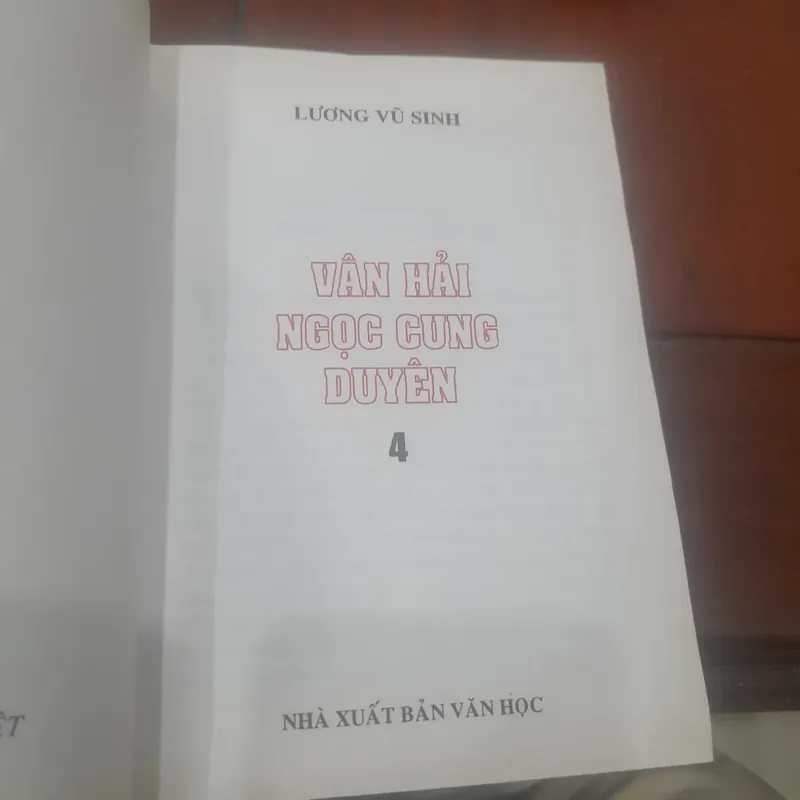 LƯƠNG VŨ SINH
VÂN HẢI
NGỌC CUNG
DUYÊN
4
NHÀ XUẤT BẢN VĂN HỌC